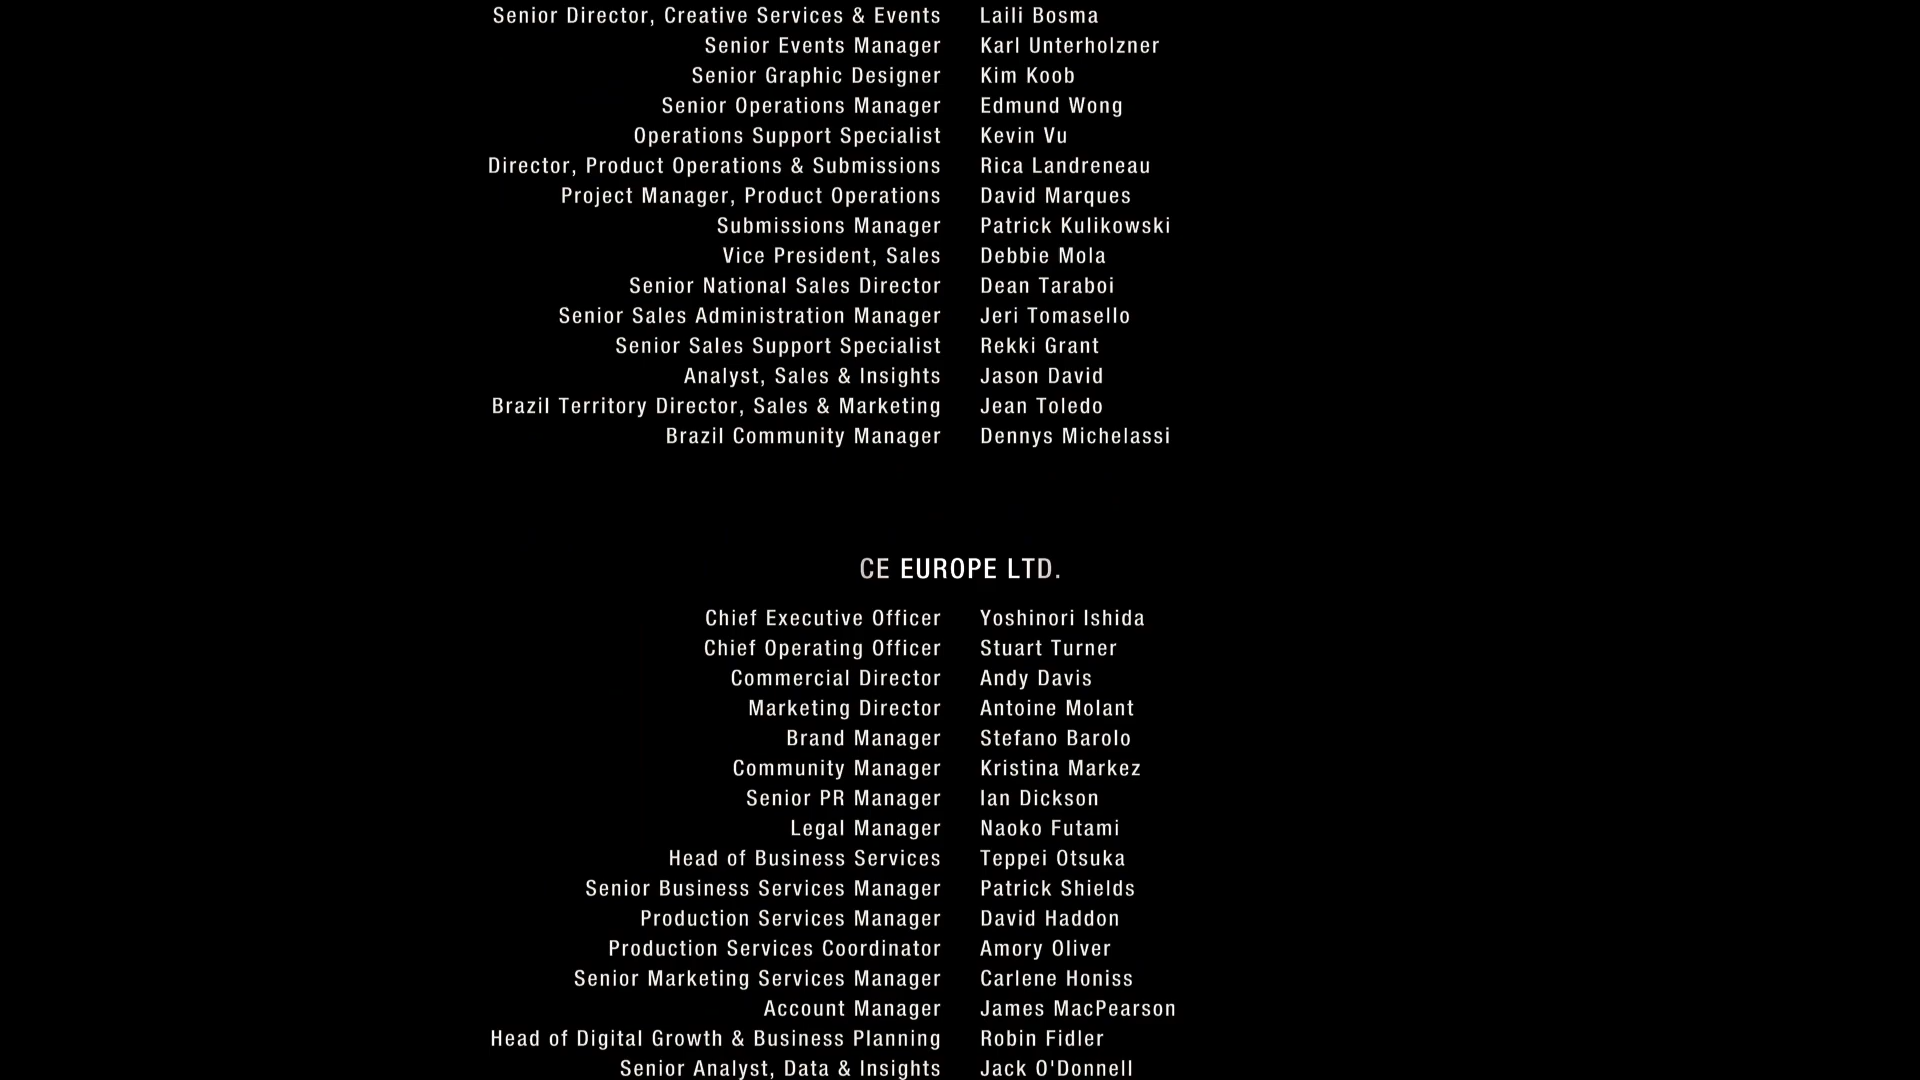 Senior Director, Creative Services & Events Laili Bosma
Senior Events Manager Karl Unterholzner
Senior Graphic Designer Kim Koob
Senior Operations Manager Edmund Wong
Operations Support Specialist Kevin Vu
Director, Product Operations & Submissions Rica Landreneau
Project Manager, Product Operations David Marques
Submissions Manager Patrick Kulikowski
Vice President, Sales Debbie Mola
Senior National Sales Director Dean Taraboi
Senior Sales Administration Manager Jeri Tomasello
Senior Sales Support Specialist Rekki Grant
Analyst, Sales & Insights Jason David
Brazil Territory Director, Sales & Marketing Jean Toledo
Brazil Community Manager Dennys Michelassi
CE EUROPE LTD.
Chief Executive Officer Yoshinori Ishida
Chief Operating Officer Stuart Turner
Commercial Director Andy Davis
Marketing Director Antoine Molant
Brand Manager Stefano Barolo
Community Manager Kristina Markez
Senior PR Manager Ian Dickson
Legal Manager Naoko Futami
Head of Business Services Teppei Otsuka
Senior Business Services Manager Patrick Shields
Production Services Manager David Haddon
Production Services Coordinator Amory Oliver
Senior Marketing Services Manager Carlene Honiss
Account Manager James MacPearson
Head of Digital Growth & Business Planning Robin Fidler
Senior Analyst, Data & Insights Jack O'Donnell